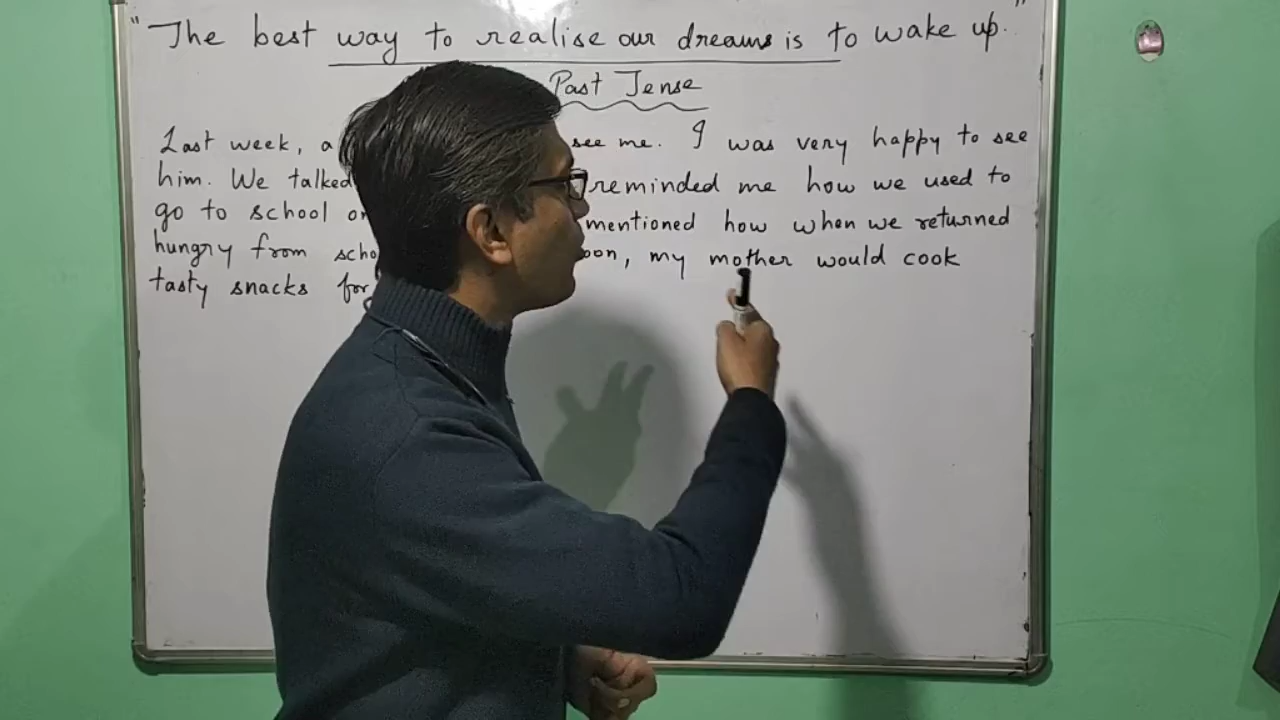 "The best way to realise our dreams is to wake up."
Past Tense
Last week, a see me. I was very happy to see
him. We talked reminded me how we used to
go to school mentioned how when we returned
hungry from my mother would cook
tasty snacks for